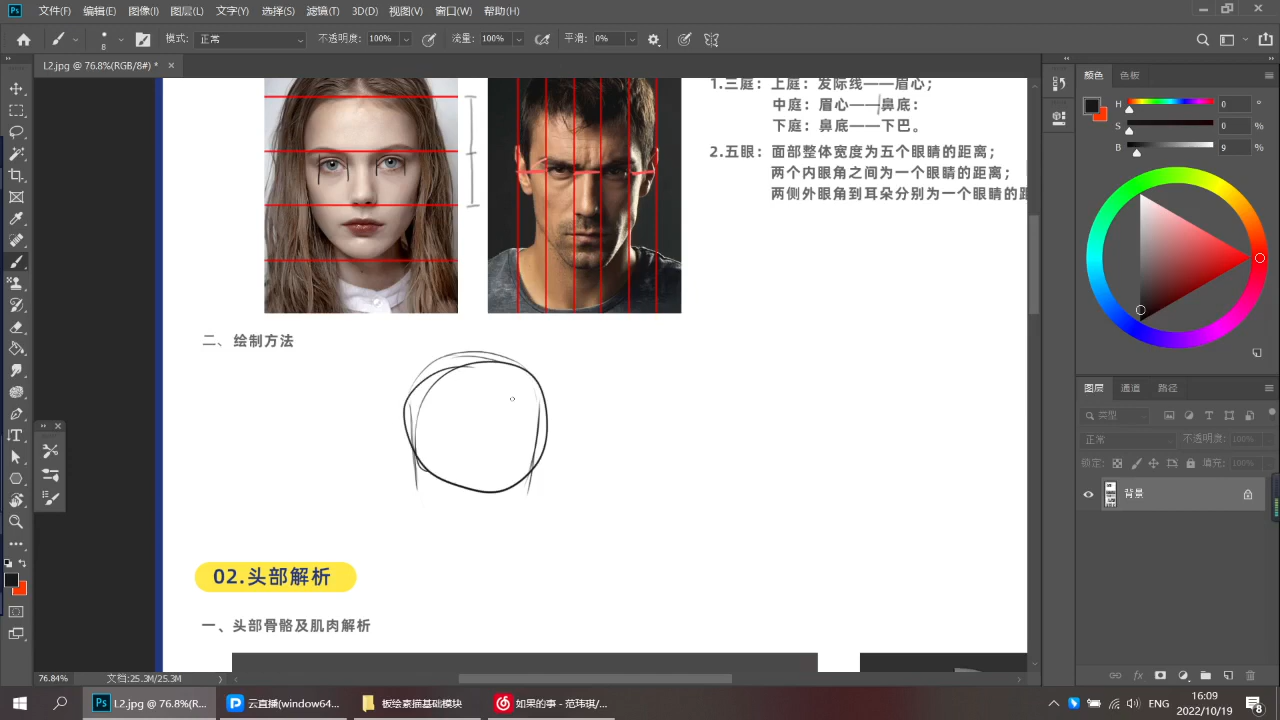 文件(F) 编辑(E) 图像(I) 图层(L) 文字(Y) 选择(S) 滤镜(T) 3D(D) 视图(V) 增效工具 窗口(W) 帮助(H)
8 模式: 正常 不透明度: 100% 流量: 100% 平滑: 0%
L2.jpg @ 76.8%(RGB/8#) *
1.三庭：上庭：发际线——眉心；
中庭：眉心——鼻底：
下庭：鼻底——下巴。
2.五眼：面部整体宽度为五个眼睛的距离；
两个内眼角之间为一个眼睛的距离；
两侧外眼角到耳朵分别为一个眼睛的距
二、绘制方法
02.头部解析
一、头部骨骼及肌肉解析
颜色 色板
H 0 °
S 0 %
B 9 %
图层 通道 路径
类型
正常 不透明度: 100%
锁定: 填充: 100%
背景
fx
76.84% 文档:25.3M/25.3M
L2.jpg @ 76.8%(R... 云直播(window64... 板绘素描基础模块 如果的事 - 范玮琪/...
16:09
2022/10/19
8